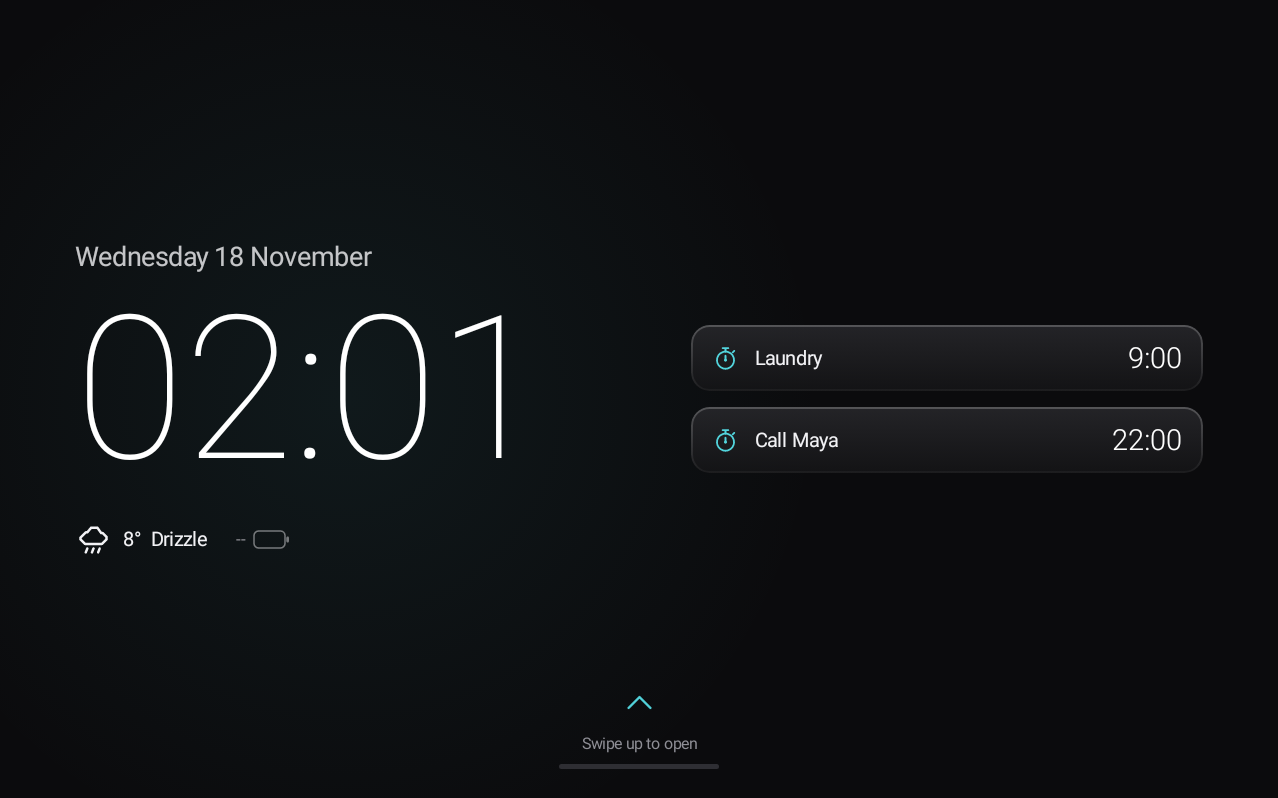 Wednesday 18 November
02:01
8° Drizzle --
Laundry 9:00
Call Maya 22:00
Swipe up to open